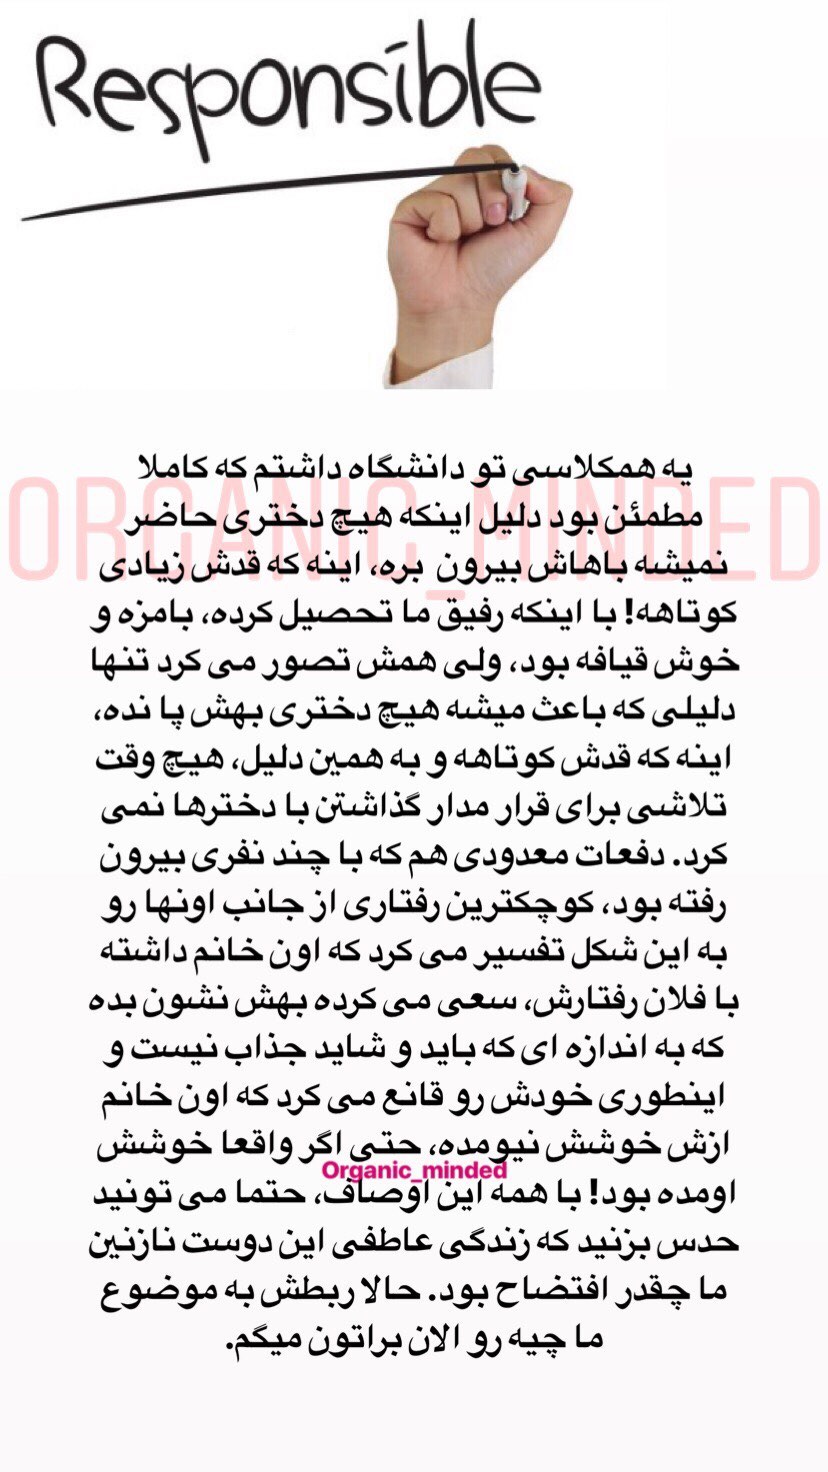 Responsible
ORGANIC_MINDED
یه همکلاسی تو دانشگاه داشتم که کاملا
مطمئن بود دلیل اینکه هیچ دختری حاضر
نمیشه باهاش بیرون بره، اینه که قدش زیادی
کوتاهه! با اینکه رفیق ما تحصیل کرده، بامزه و
خوش قیافه بود، ولی همش تصور می کرد تنها
دلیلی که باعث میشه هیچ دختری بهش پا نده،
اینه که قدش کوتاهه و به همین دلیل، هیچ وقت
تلاشی برای قرار مدار گذاشتن با دخترها نمی
کرد. دفعات معدودی هم که با چند نفری بیرون
رفته بود، کوچکترین رفتاری از جانب اونها رو
به این شکل تفسیر می کرد که اون خانم داشته
با فلان رفتارش، سعی می کرده بهش نشون بده
که به اندازه ای که باید و شاید جذاب نیست و
اینطوری خودش رو قانع می کرد که اون خانم
ازش خوشش نیومده، حتی اگر واقعا خوشش
Organic_minded
اومده بود! با همه این اوصاف، حتما می تونید
حدس بزنید که زندگی عاطفی این دوست نازنین
ما چقدر افتضاح بود. حالا ربطش به موضوع
ما چیه رو الان براتون میگم.